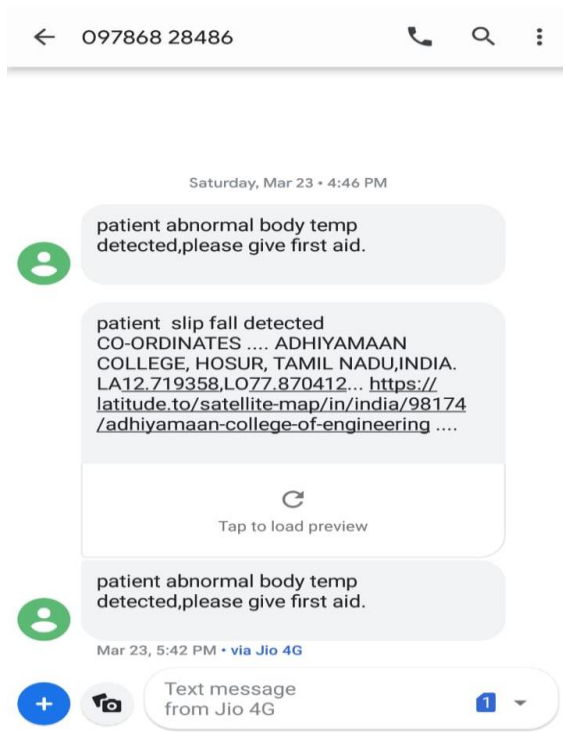 097868 28486
Saturday, Mar 23 • 4:46 PM
patient abnormal body temp
detected,please give first aid.
patient  slip fall detected
CO-ORDINATES .... ADHIYAMAAN
COLLEGE, HOSUR, TAMIL NADU,INDIA.
LA12.719358,LO77.870412... https://
latitude.to/satellite-map/in/india/98174
/adhiyamaan-college-of-engineering ....
Tap to load preview
patient abnormal body temp
detected,please give first aid.
Mar 23, 5:42 PM • via Jio 4G
Text message
from Jio 4G
1